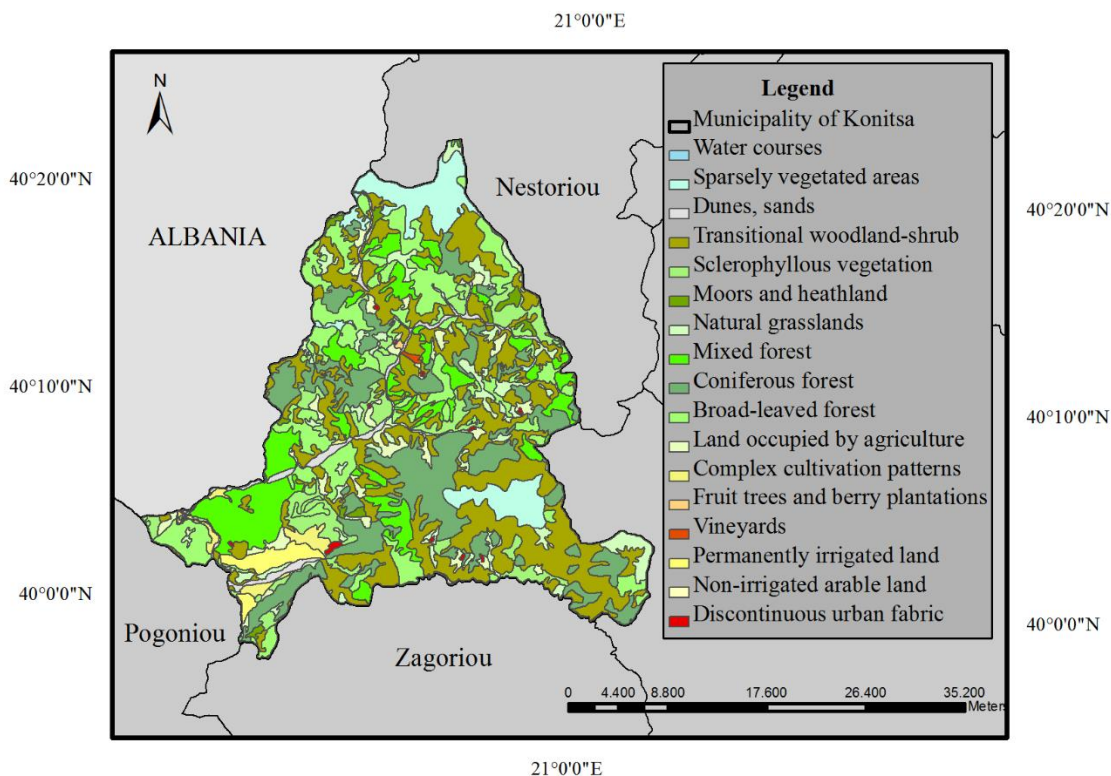 21°0'0"E
N
40°20'0"N
Nestoriou
ALBANIA
40°10'0"N
40°0'0"N
Pogoniou
Zagoriou
Legend
Municipality of Konitsa
Water courses
Sparsely vegetated areas
Dunes, sands
Transitional woodland-shrub
Sclerophyllous vegetation
Moors and heathland
Natural grasslands
Mixed forest
Coniferous forest
Broad-leaved forest
Land occupied by agriculture
Complex cultivation patterns
Fruit trees and berry plantations
Vineyards
Permanently irrigated land
Non-irrigated arable land
Discontinuous urban fabric
40°20'0"N
40°10'0"N
40°0'0"N
0 4.400 8.800 17.600 26.400 35.200
Meters
21°0'0"E